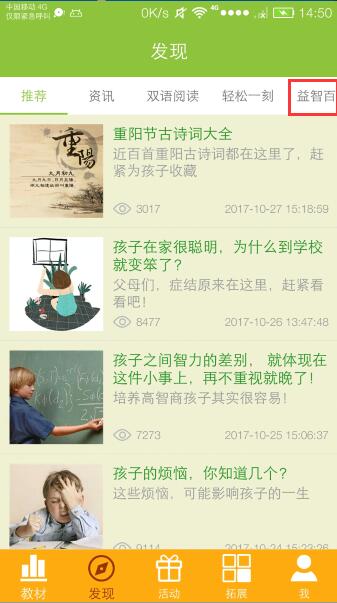 中国移动 4G
仅限紧急呼叫
0K/s
4G
14:50
发现
推荐
资讯
双语阅读
轻松一刻
益智百
重陽
重阳节古诗词大全
近百首重阳古诗词都在这里了,赶
紧为孩子收藏
3017
2017-10-27 15:18:59
孩子在家很聪明,为什么到学校
就变笨了?
父母们,症结原来在这里,赶紧看
看吧!
8477
2017-10-26 13:47:48
孩子之间智力的差别, 就体现在
这件小事上,再不重视就晚了!
培养高智商孩子其实很容易!
7273
2017-10-25 15:06:37
孩子的烦恼,你知道几个?
这些烦恼,可能影响孩子的一生
9114
2017-10-24 15:23:26
教材
发现
活动
拓展
我